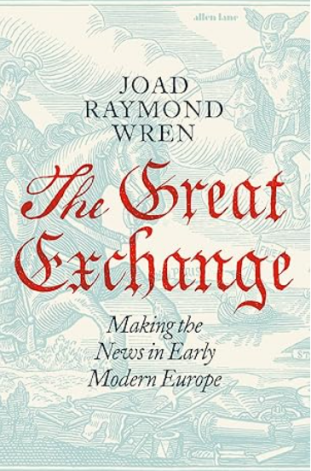 allen lane
JOAD
RAYMOND
WREN
The Great
Exchange
Making the
News in Early
Modern Europe